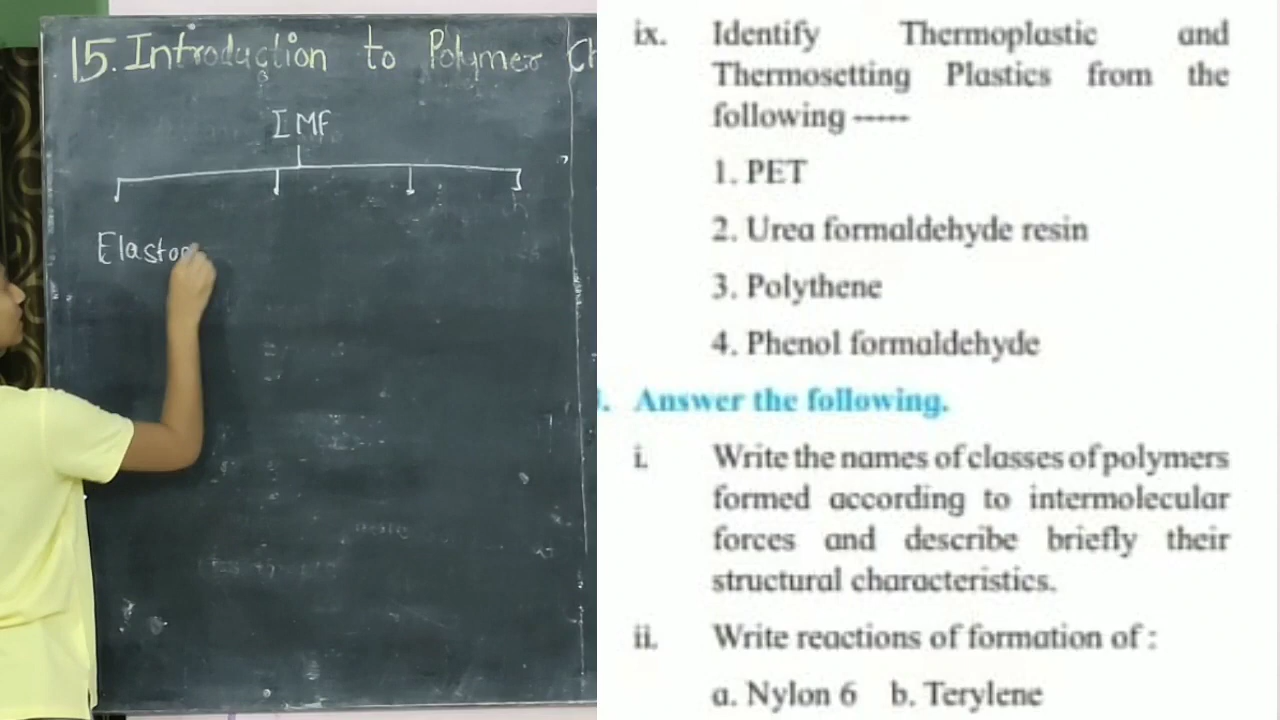 15. Introduction to Polymer Ch
IMF
Elasto
ix. Identify Thermoplastic and
Thermosetting Plastics from the
following -----
1. PET
2. Urea formaldehyde resin
3. Polythene
4. Phenol formaldehyde
. Answer the following.
i. Write the names of classes of polymers
formed according to intermolecular
forces and describe briefly their
structural characteristics.
ii. Write reactions of formation of :
a. Nylon 6 b. Terylene